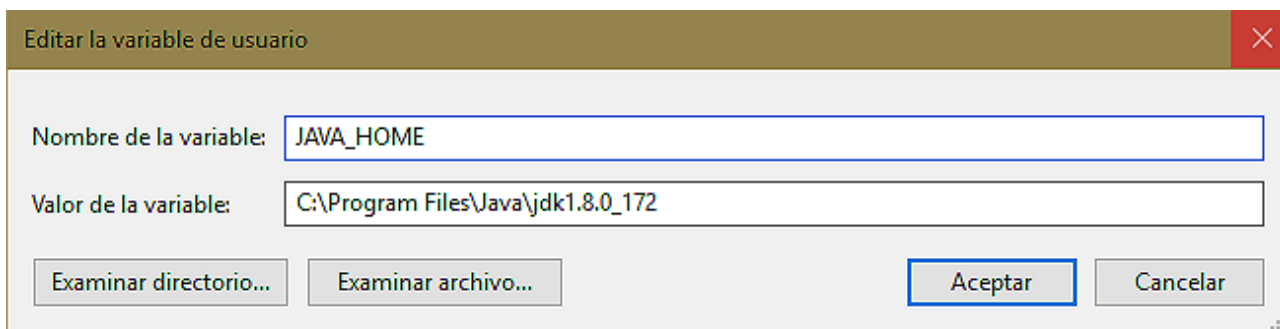 Editar la variable de usuario
Nombre de la variable: JAVA_HOME
Valor de la variable: C:\Program Files\Java\jdk1.8.0_172
Examinar directorio... Examinar archivo... Aceptar Cancelar